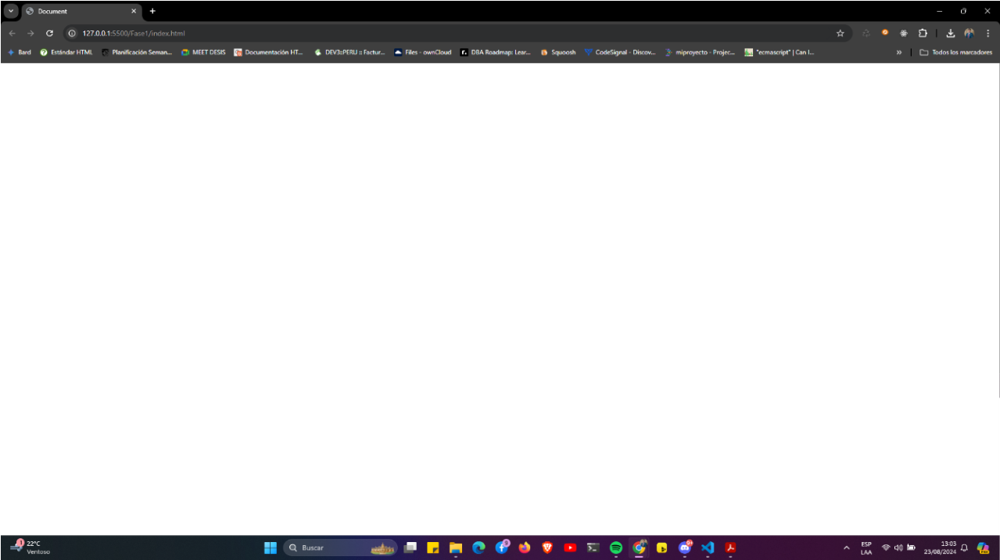 Document
127.0.0.1:5500/Fase1/index.html
Bard Estándar HTML Planificación Seman... MEET DESIS Documentación HT... DEV3::PERU :: Factur... Files - ownCloud DBA Roadmap: Lear... Squoosh CodeSignal - Discov... miproyecto - Projec... "ecmascript" | Can I... » Todos los marcadores
1 22°C Buscar 9 ESP 13:03
Ventoso LAA 23/08/2024